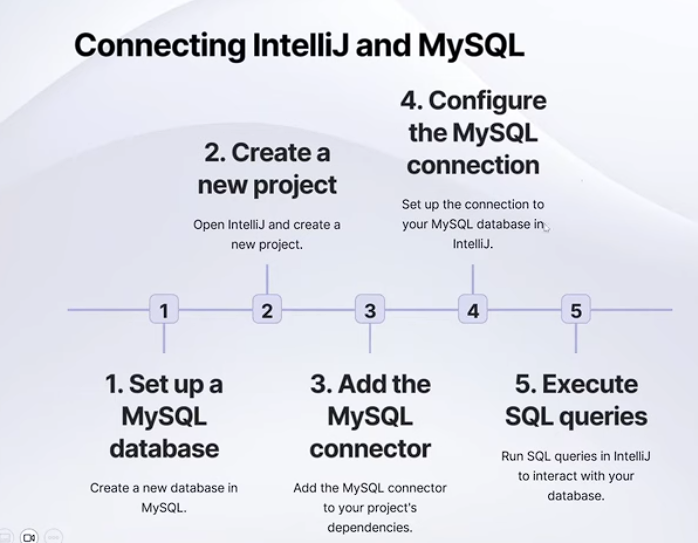 Connecting IntelliJ and MySQL
4. Configure
the MySQL
connection
2. Create a
new project
Set up the connection to
your MySQL database in
IntelliJ.
Open IntelliJ and create a
new project.
1
2
3
4
5
1. Set up a
MySQL
database
Create a new database in
MySQL.
3. Add the
MySQL
connector
Add the MySQL connector
to your project's
dependencies.
5. Execute
SQL queries
Run SQL queries in IntelliJ
to interact with your
database.